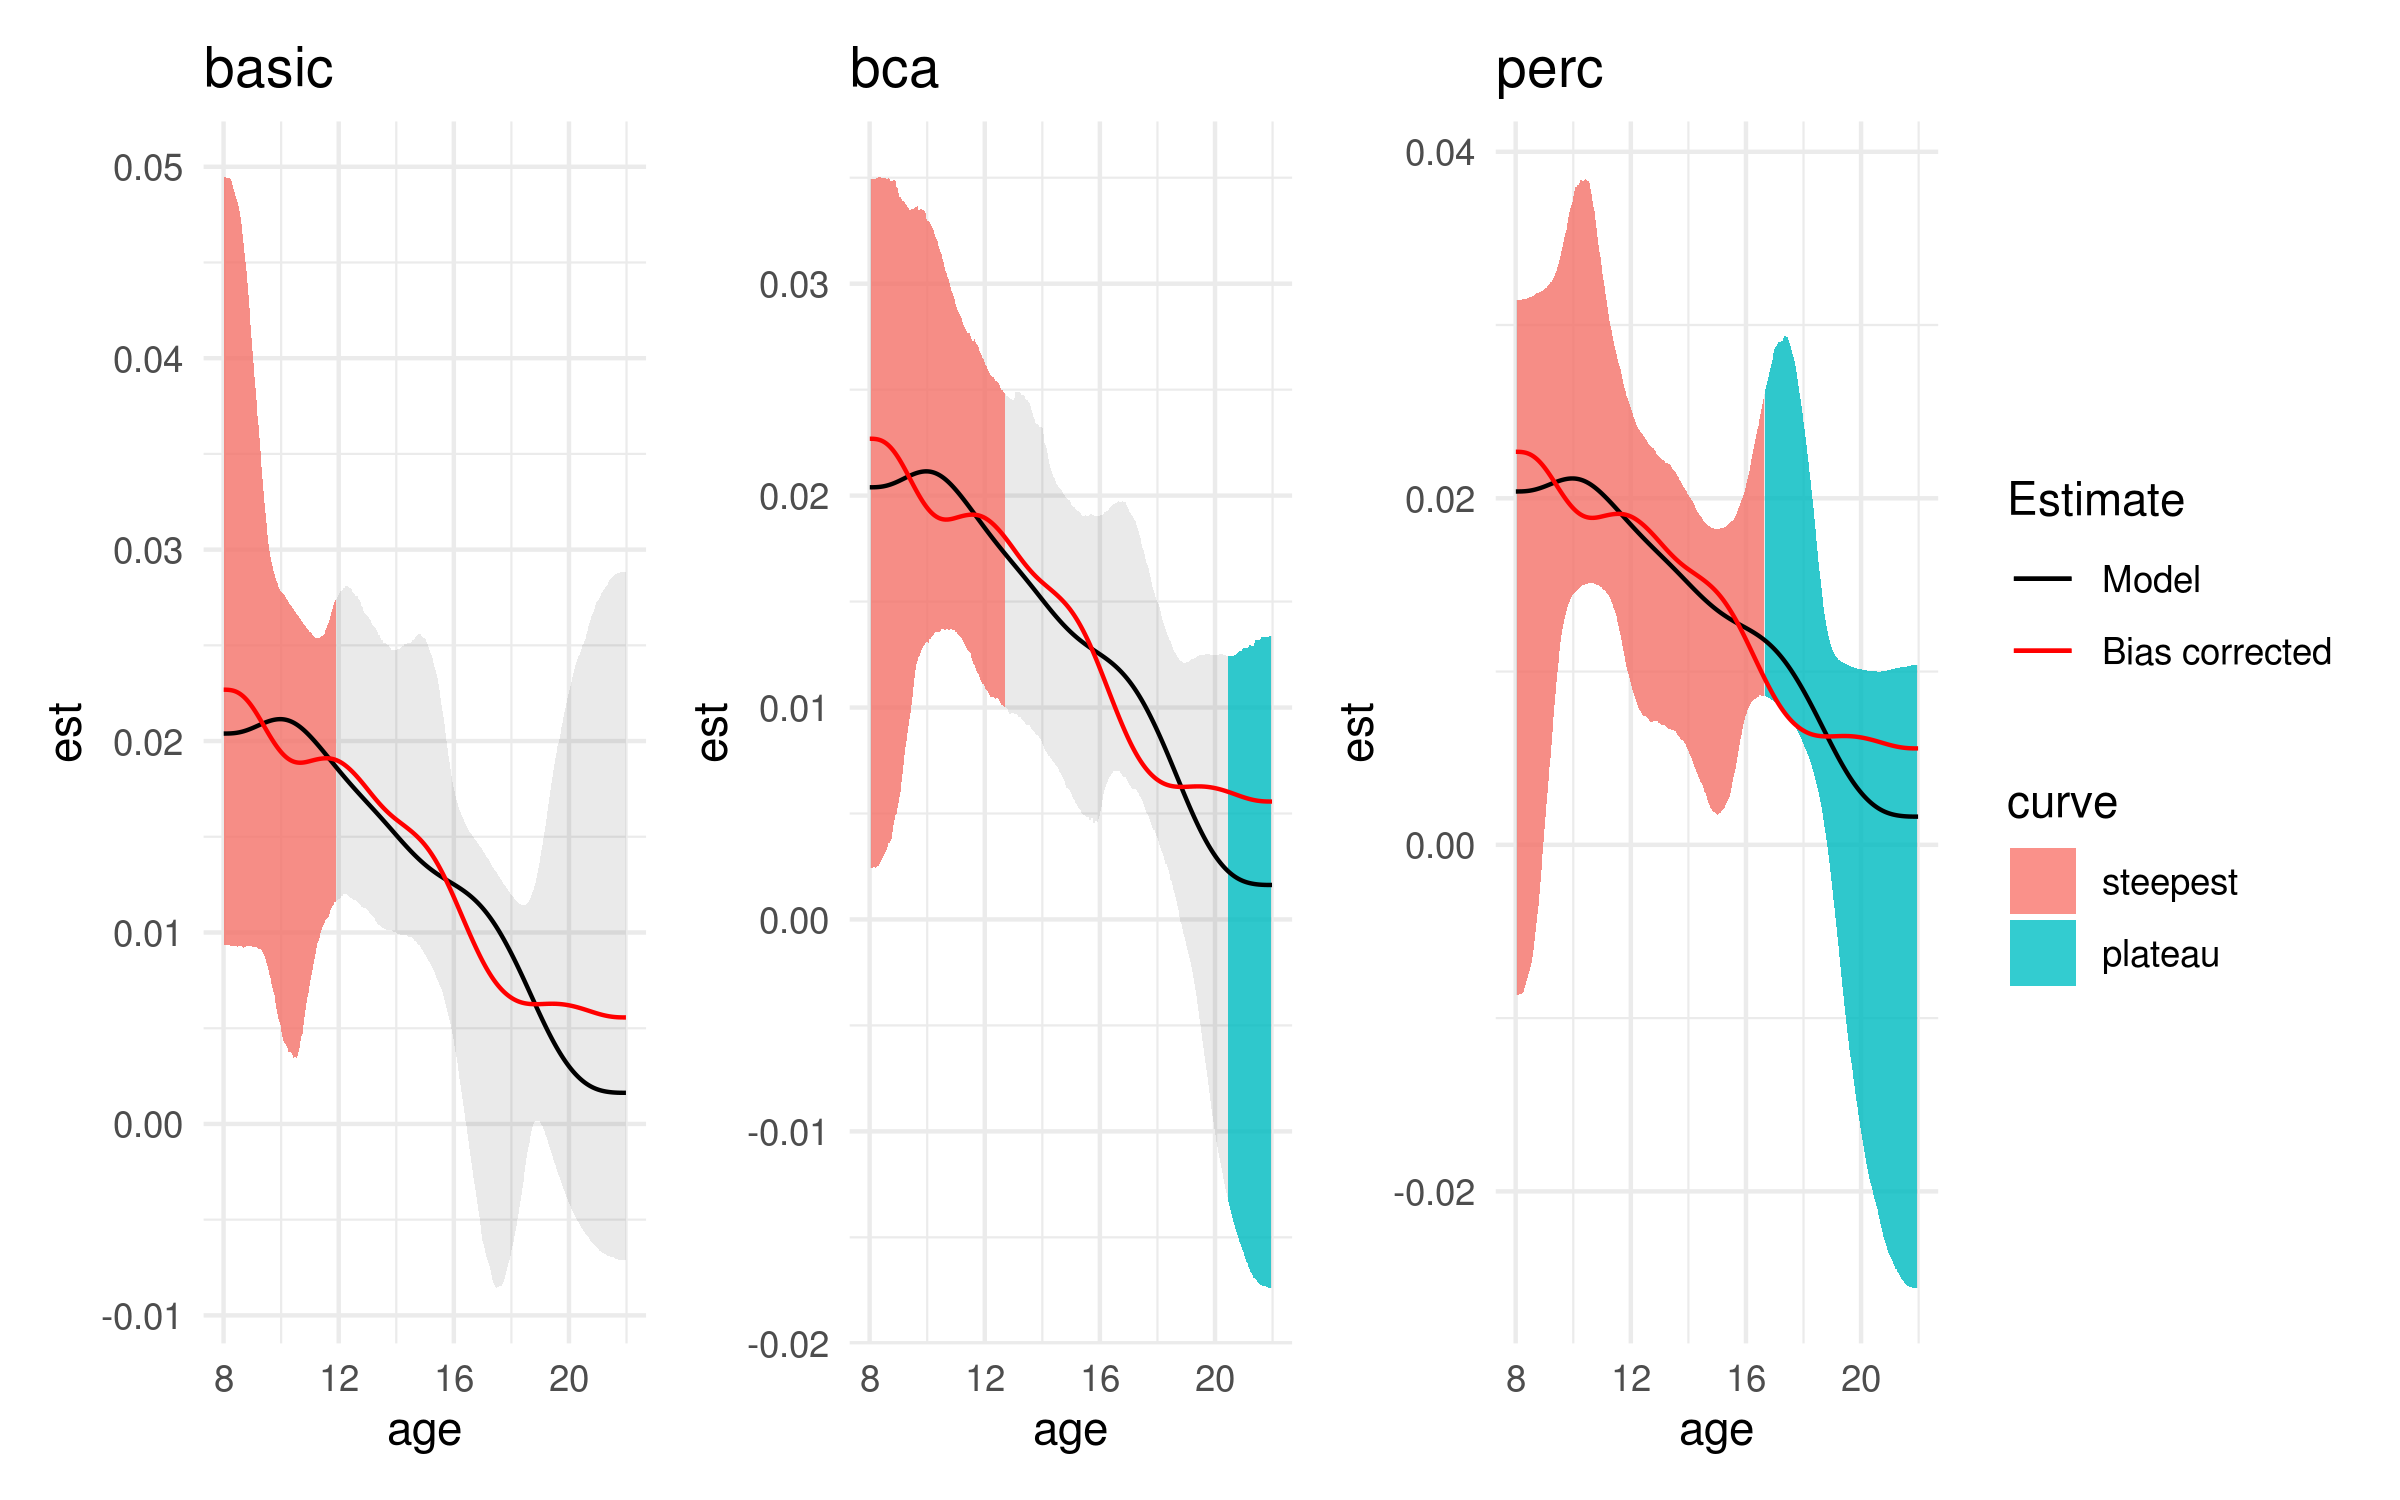 basic
0.05
0.04
0.03
0.02
0.01
0.00
-0.01
est
8 12 16 20
age
bca
0.03
0.02
0.01
0.00
-0.01
-0.02
est
8 12 16 20
age
perc
0.04
0.02
0.00
-0.02
est
8 12 16 20
age
Estimate
Model
Bias corrected
curve
steepest
plateau